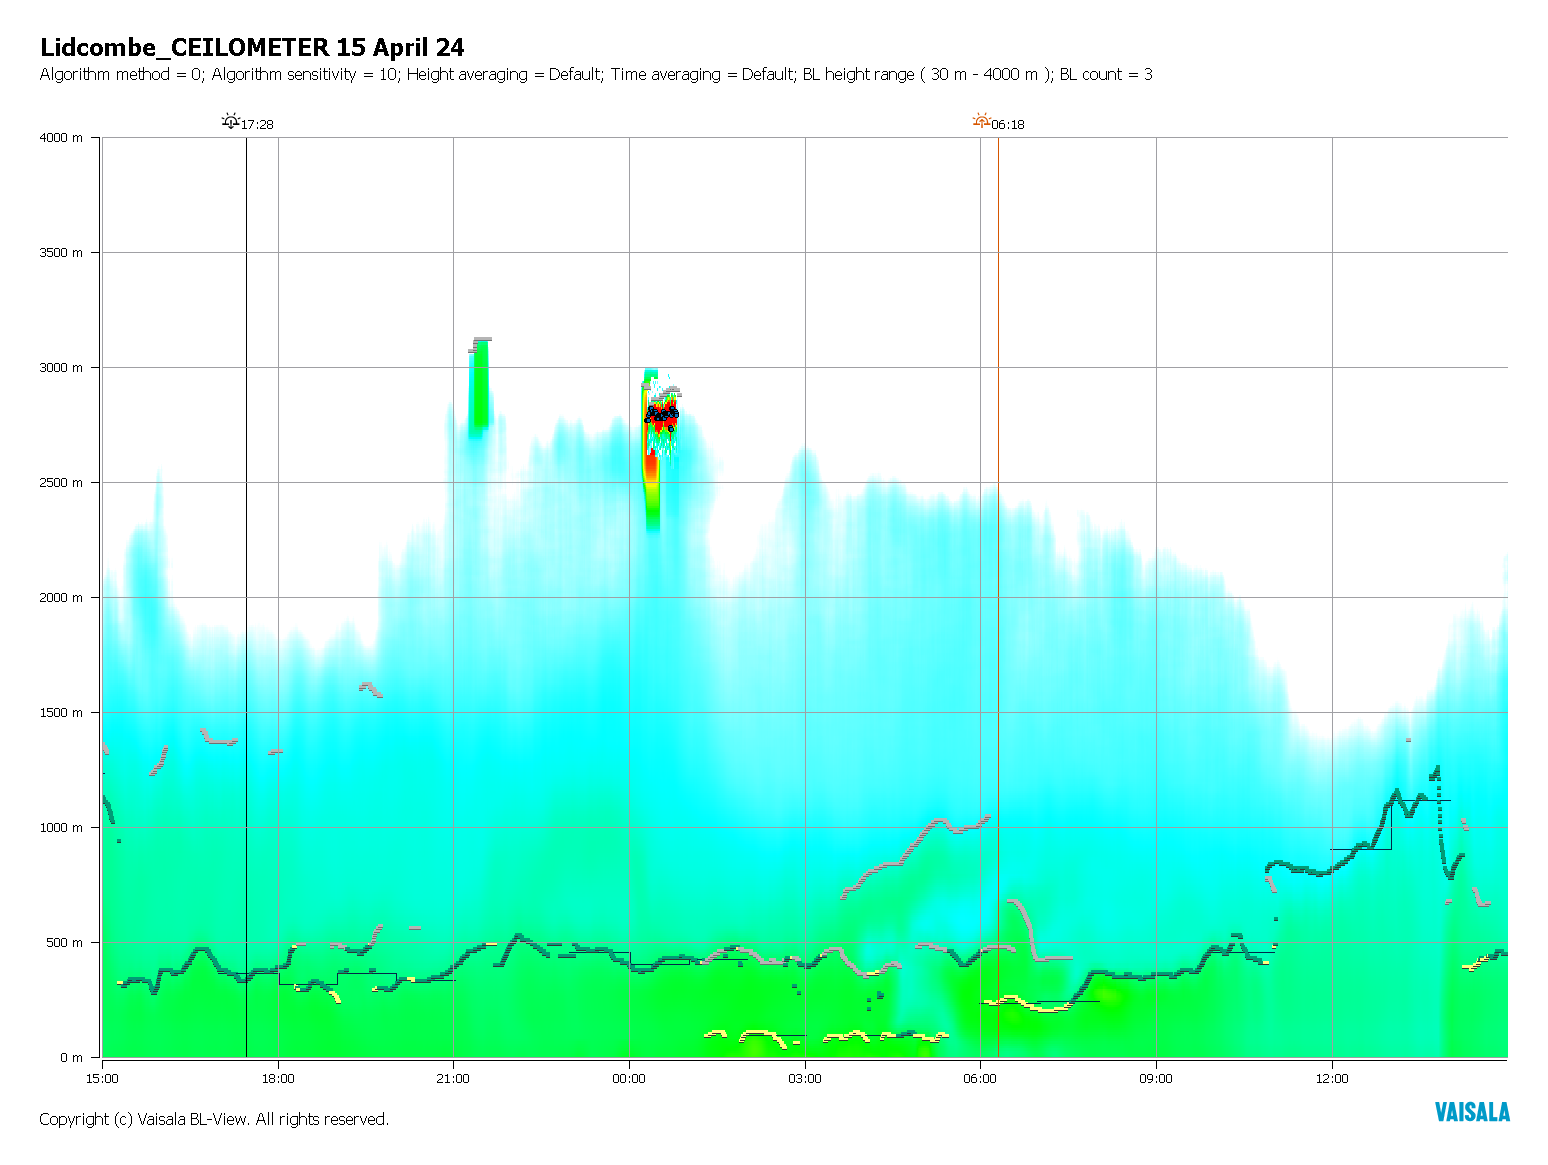 Lidcombe_CEILOMETER 15 April 24
Algorithm method = 0; Algorithm sensitivity = 10; Height averaging = Default; Time averaging = Default; BL height range ( 30 m - 4000 m ); BL count = 3
17:28
06:18
4000 m
3500 m
3000 m
2500 m
2000 m
1500 m
1000 m
500 m
0 m
15:00 18:00 21:00 00:00 03:00 06:00 09:00 12:00
Copyright (c) Vaisala BL-View. All rights reserved.
VAISALA